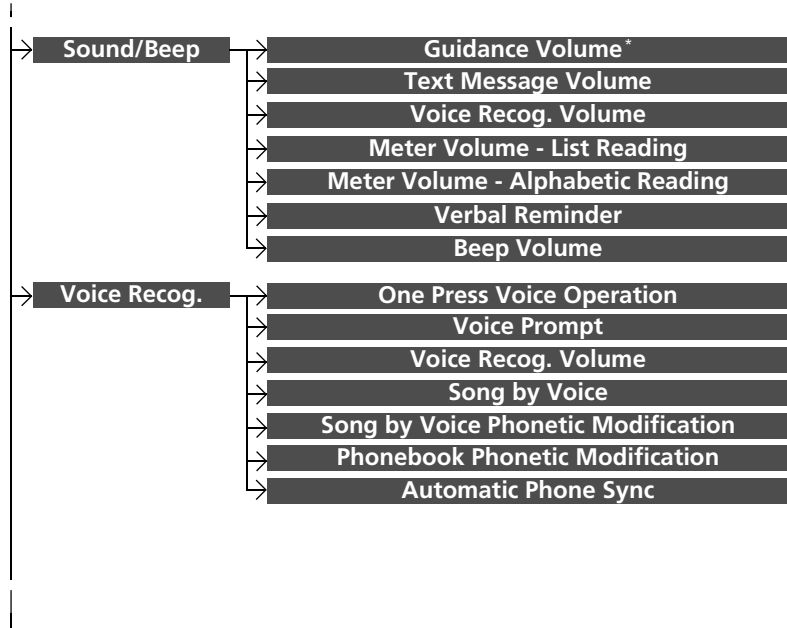 Sound/Beep
Guidance Volume*
Text Message Volume
Voice Recog. Volume
Meter Volume - List Reading
Meter Volume - Alphabetic Reading
Verbal Reminder
Beep Volume
Voice Recog.
One Press Voice Operation
Voice Prompt
Voice Recog. Volume
Song by Voice
Song by Voice Phonetic Modification
Phonebook Phonetic Modification
Automatic Phone Sync